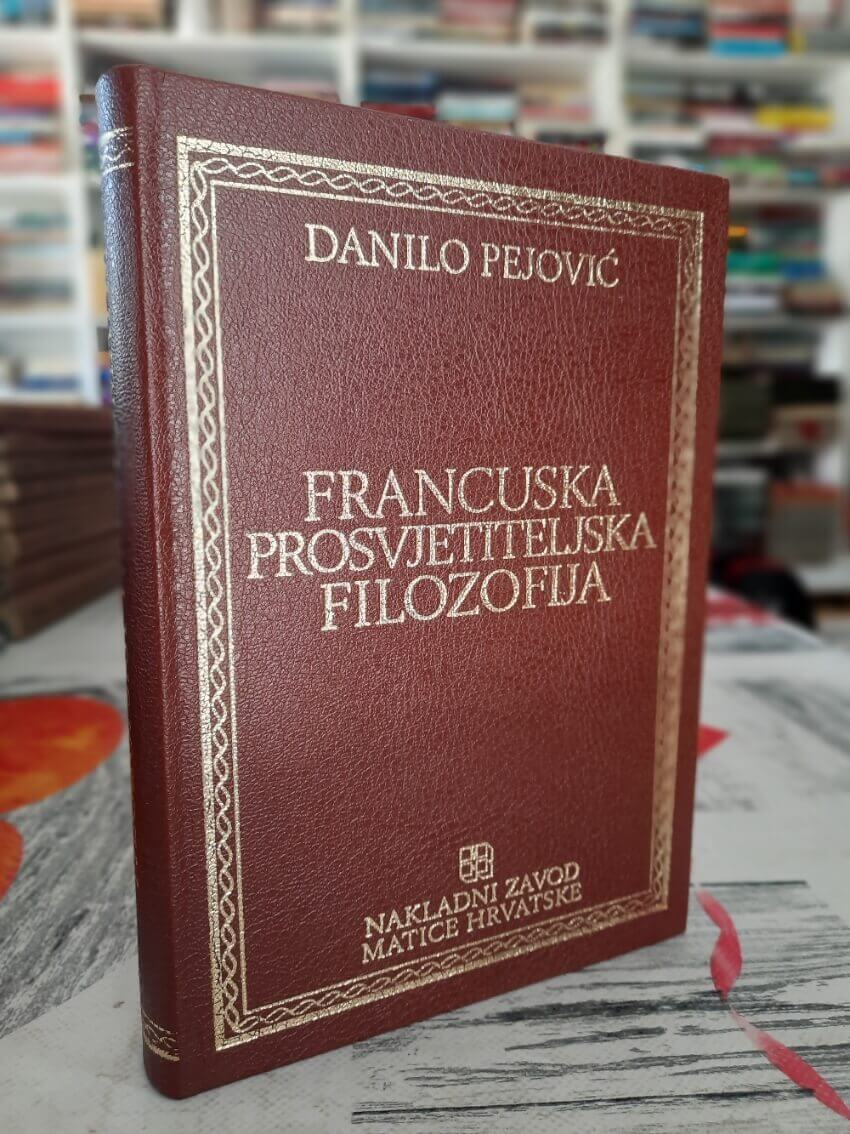 DANILO PEJOVIĆ
FRANCUSKA
PROSVJETITELJSKA
FILOZOFIJA
NAKLADNI ZAVOD
MATICE HRVATSKE